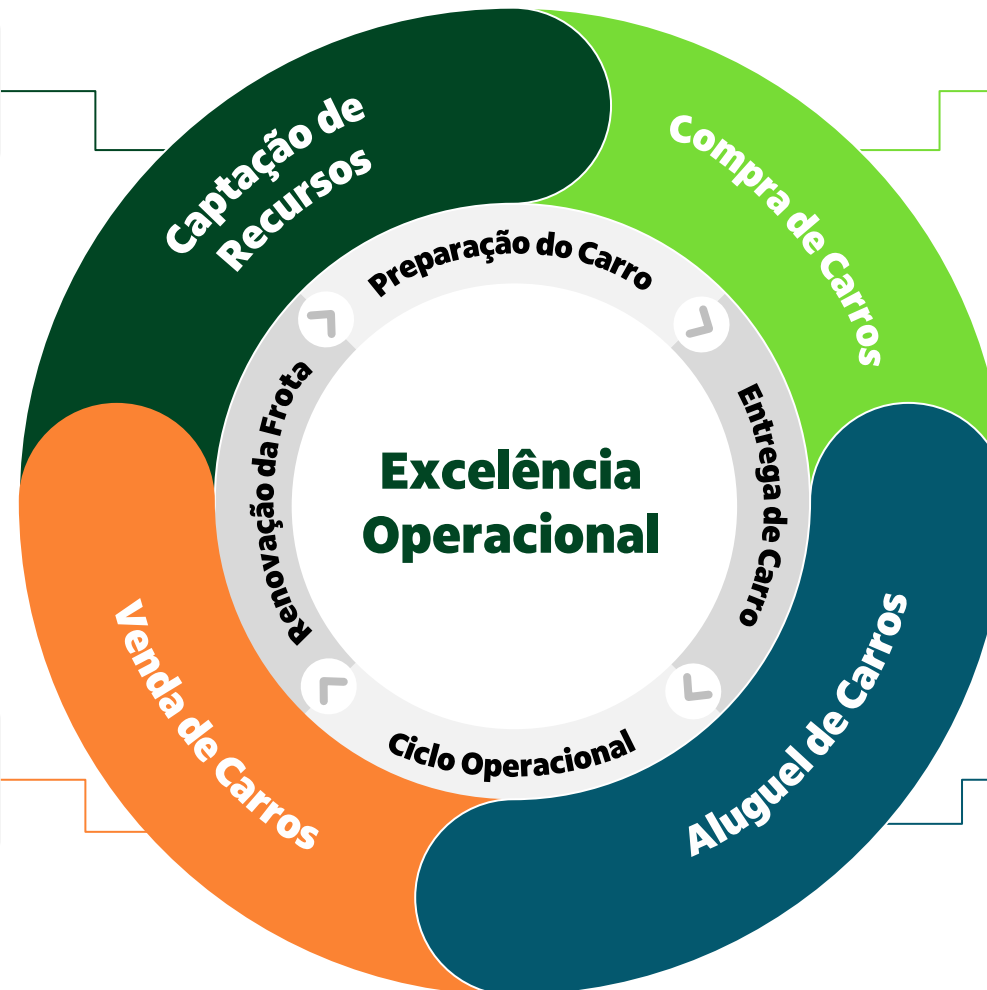 Captação de
Recursos
Compra de Carros
Preparação do Carro
Renovação da Frota
Entrega de Carro
Excelência
Operacional
Ciclo Operacional
Venda de Carros
Aluguel de Carros